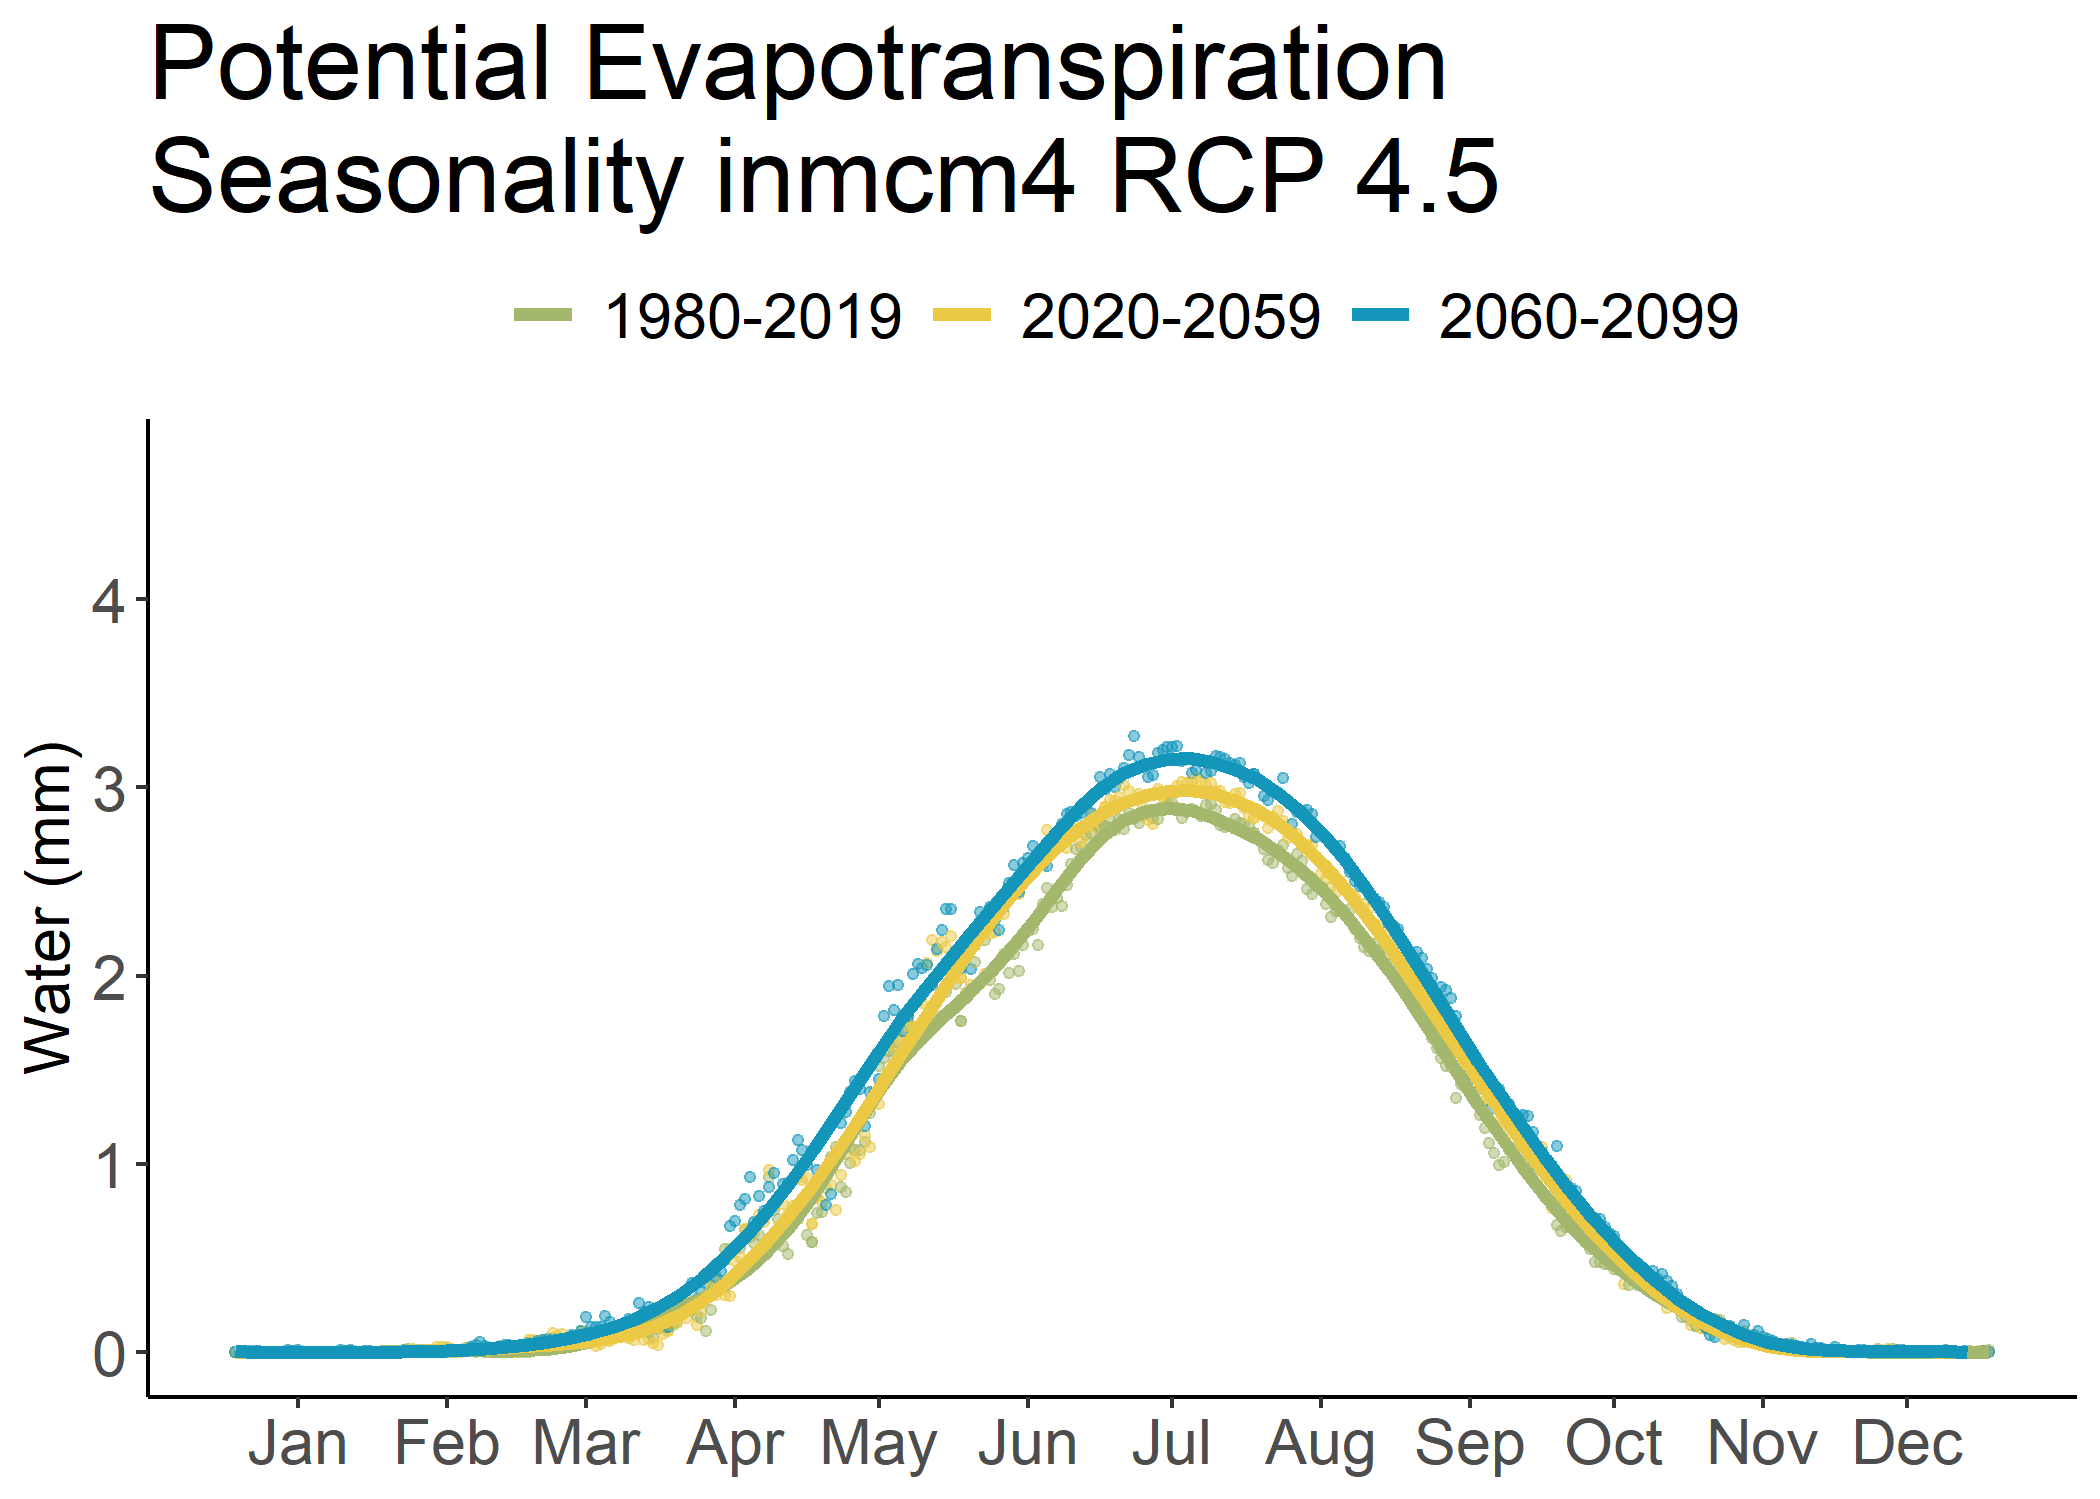 Potential Evapotranspiration
Seasonality inmcm4 RCP 4.5
1980-2019 2020-2059 2060-2099
Water (mm)
4
3
2
1
0
Jan Feb Mar Apr May Jun Jul Aug Sep Oct Nov Dec